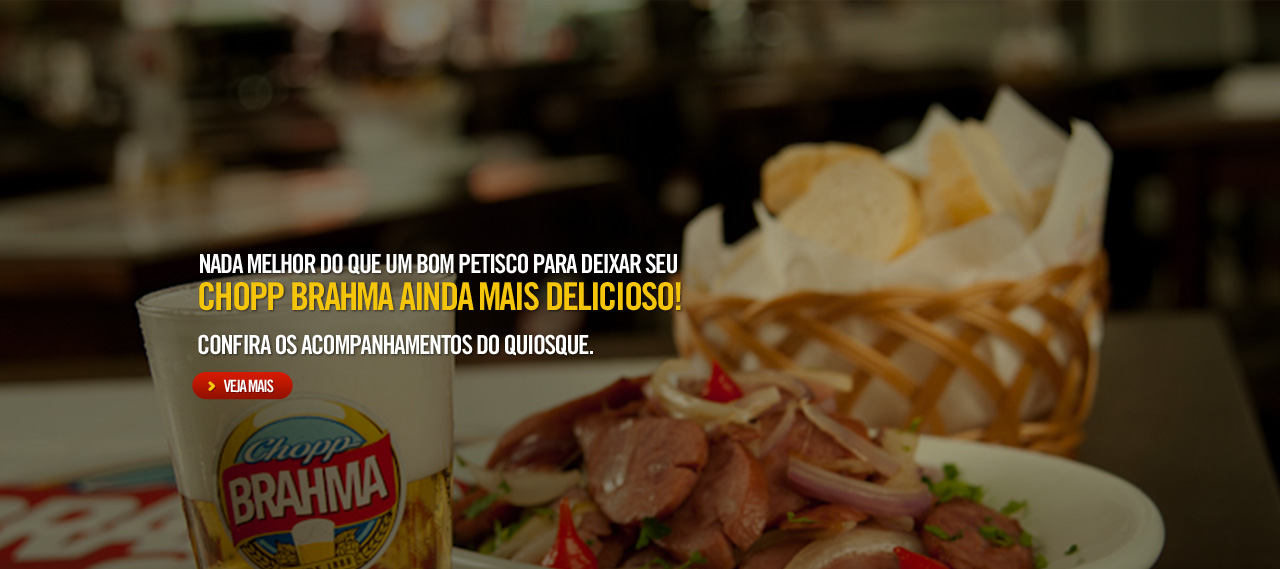 NADA MELHOR DO QUE UM BOM PETISCO PARA DEIXAR SEU
CHOPP BRAHMA AINDA MAIS DELICIOSO!
CONFIRA OS ACOMPANHAMENTOS DO QUIOSQUE.
VEJA MAIS
Chopp
BRAHMA